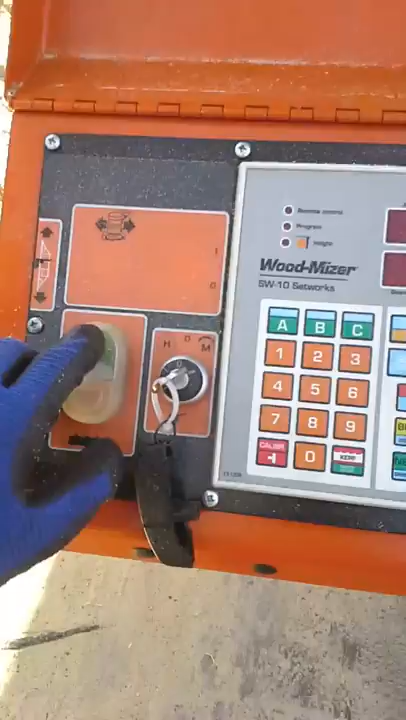 Remote control
Program
Height
Wood-Mizer
SW-10 Setworks
I
O
H O M
A B C
1 2 3
4 5 6
7 8 9
CALIBR 0 KERF